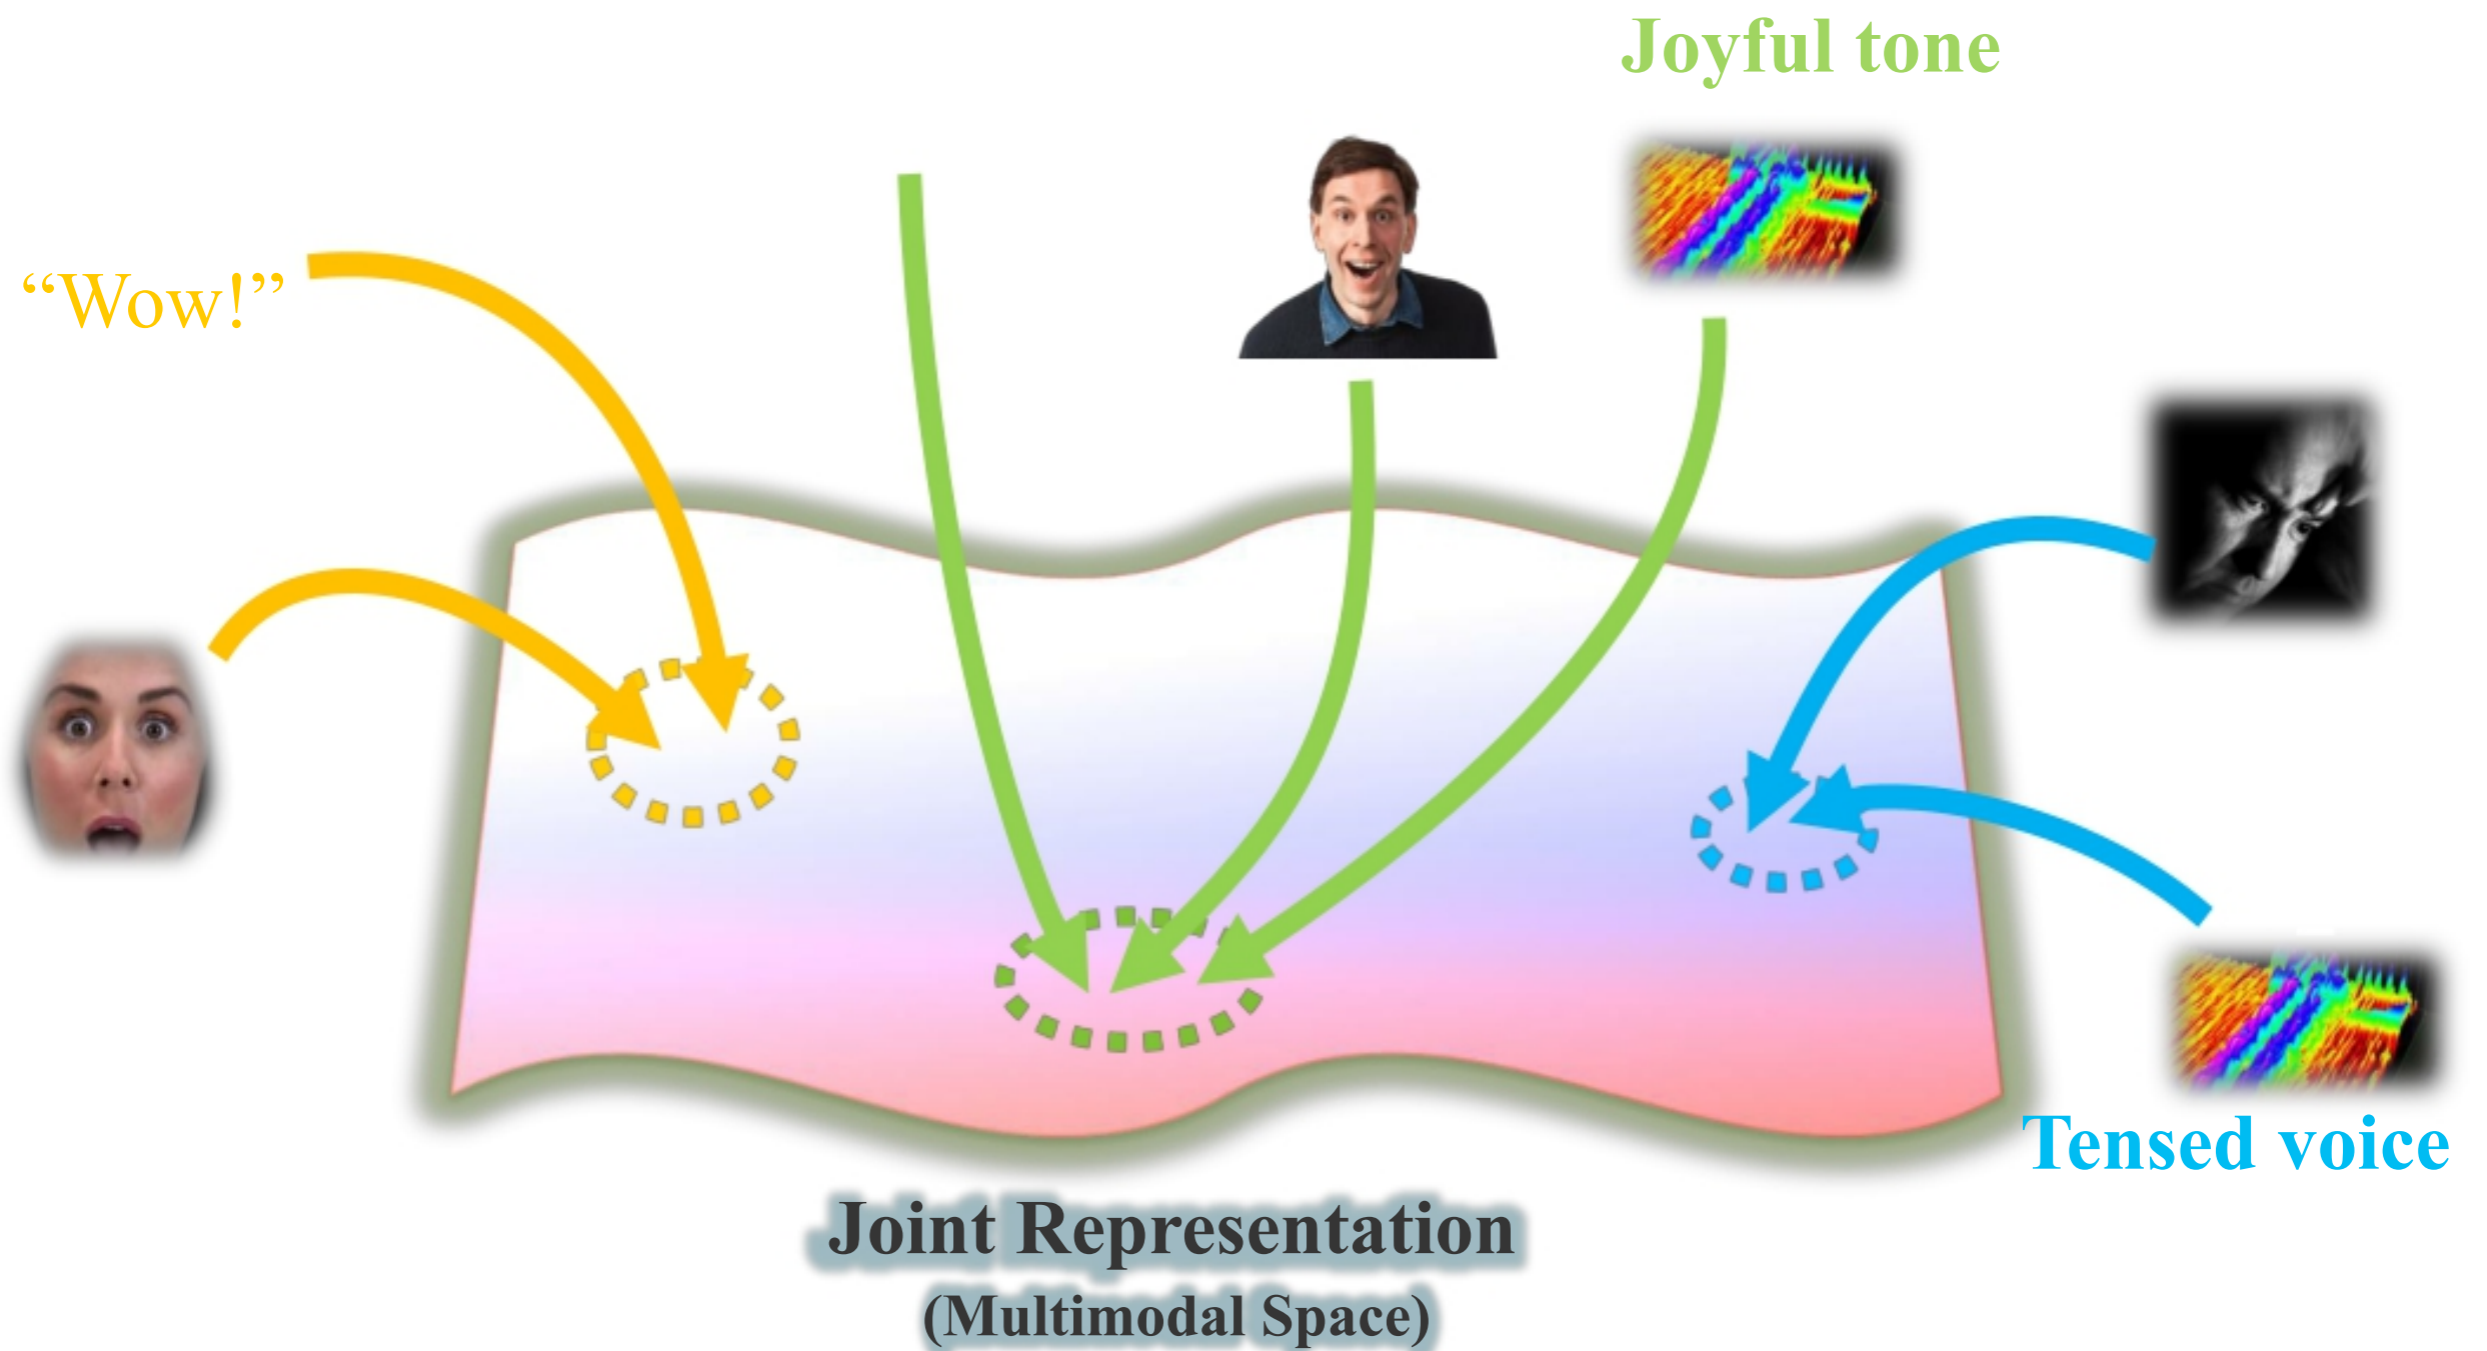 Joyful tone
“Wow!”
Tensed voice
Joint Representation
(Multimodal Space)